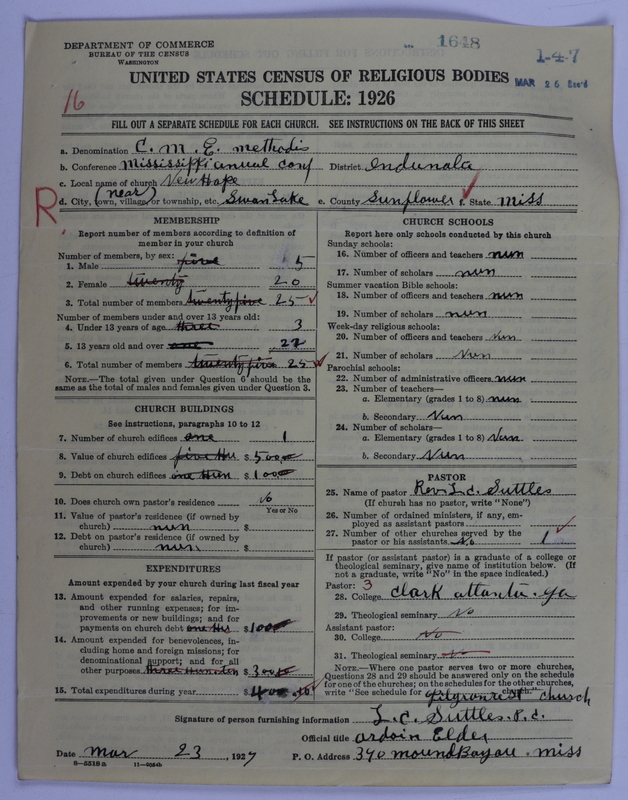 DEPARTMENT OF COMMERCE
BUREAU OF THE CENSUS
WASHINGTON
1648
1-4-7
MAR 26 Rec'd
UNITED STATES CENSUS OF RELIGIOUS BODIES
SCHEDULE: 1926
16
FILL OUT A SEPARATE SCHEDULE FOR EACH CHURCH. SEE INSTRUCTIONS ON THE BACK OF THIS SHEET
a. Denomination C. M. E. methodis
b. Conference Mississippi anual conf District Indunala
c. Local name of church New Hope
R.
d. City, (near) town, village, or township, etc. Swan Lake e. County Sunflower f. State Miss
MEMBERSHIP
Report number of members according to definition of
member in your church
Number of members, by sex:
1. Male five 5
2. Female twenty 20
3. Total number of members twentyfive 25
Number of members under and over 13 years old:
4. Under 13 years of age three 3
5. 13 years old and over 22
6. Total number of members twentyfive 25
NOTE.—The total given under Question 6 should be the
same as the total of males and females given under Question 3.
CHURCH BUILDINGS
See instructions, paragraphs 10 to 12
7. Number of church edifices one 1
8. Value of church edifices five Hu $ 500
9. Debt on church edifices one Hun $ 100
10. Does church own pastor's residence?
Yes or No
11. Value of pastor's residence (if owned by
church) nun $
12. Debt on pastor's residence (if owned by
church) nun $
EXPENDITURES
Amount expended by your church during last fiscal year
13. Amount expended for salaries, repairs,
and other running expenses; for im-
provements or new buildings; and for
payments on church debt one Hu $ 100
14. Amount expended for benevolences, in-
cluding home and foreign missions; for
denominational support; and for all
other purposes three Hundred $ 300
15. Total expenditures during year $ 400
CHURCH SCHOOLS
Report here only schools conducted by this church
Sunday schools:
16. Number of officers and teachers nun
17. Number of scholars nun
Summer vacation Bible schools:
18. Number of officers and teachers nun
19. Number of scholars nun
Week-day religious schools:
20. Number of officers and teachers nun
21. Number of scholars nun
Parochial schools:
22. Number of administrative officers nun
23. Number of teachers—
a. Elementary (grades 1 to 8) nun
b. Secondary nun
24. Number of scholars—
a. Elementary (grades 1 to 8) nun
b. Secondary nun
PASTOR
25. Name of pastor Rev. L. C. Suttles
(If church has no pastor, write "None")
26. Number of ordained ministers, if any, em-
ployed as assistant pastors
27. Number of other churches served by the
pastor or his assistants No 1
If pastor (or assistant pastor) is a graduate of a college or
theological seminary, give name of institution below. (If
not a graduate, write "No" in the space indicated.)
Pastor: 3
28. College clark atlanta. ga
29. Theological seminary No
Assistant pastor:
30. College No
31. Theological seminary No
NOTE.—Where one pastor serves two or more churches,
Questions 28 and 29 should be answered only on the schedule
for one of the churches; on the schedules for the other churches,
write "See schedule for pilgronrest church."
church
Signature of person furnishing information L. C. Suttles. P. C.
Official title ardoin Elder
Date mar 23, 1927
P. O. Address 390 mound Bayou. miss
8—5518a 11—9064b